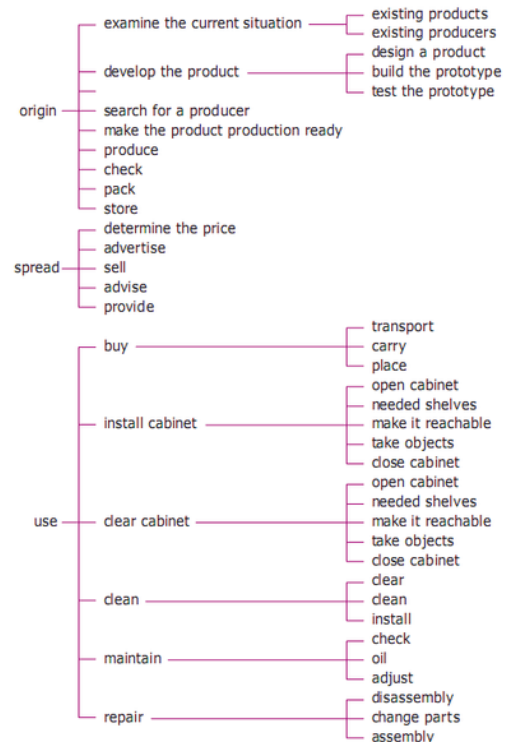 examine the current situation
existing products
existing producers
develop the product
design a product
build the prototype
test the prototype
origin
search for a producer
make the product production ready
produce
check
pack
store
spread
determine the price
advertise
sell
advise
provide
use
buy
transport
carry
place
install cabinet
open cabinet
needed shelves
make it reachable
take objects
close cabinet
clear cabinet
open cabinet
needed shelves
make it reachable
take objects
close cabinet
clean
clear
clean
install
maintain
check
oil
adjust
repair
disassembly
change parts
assembly